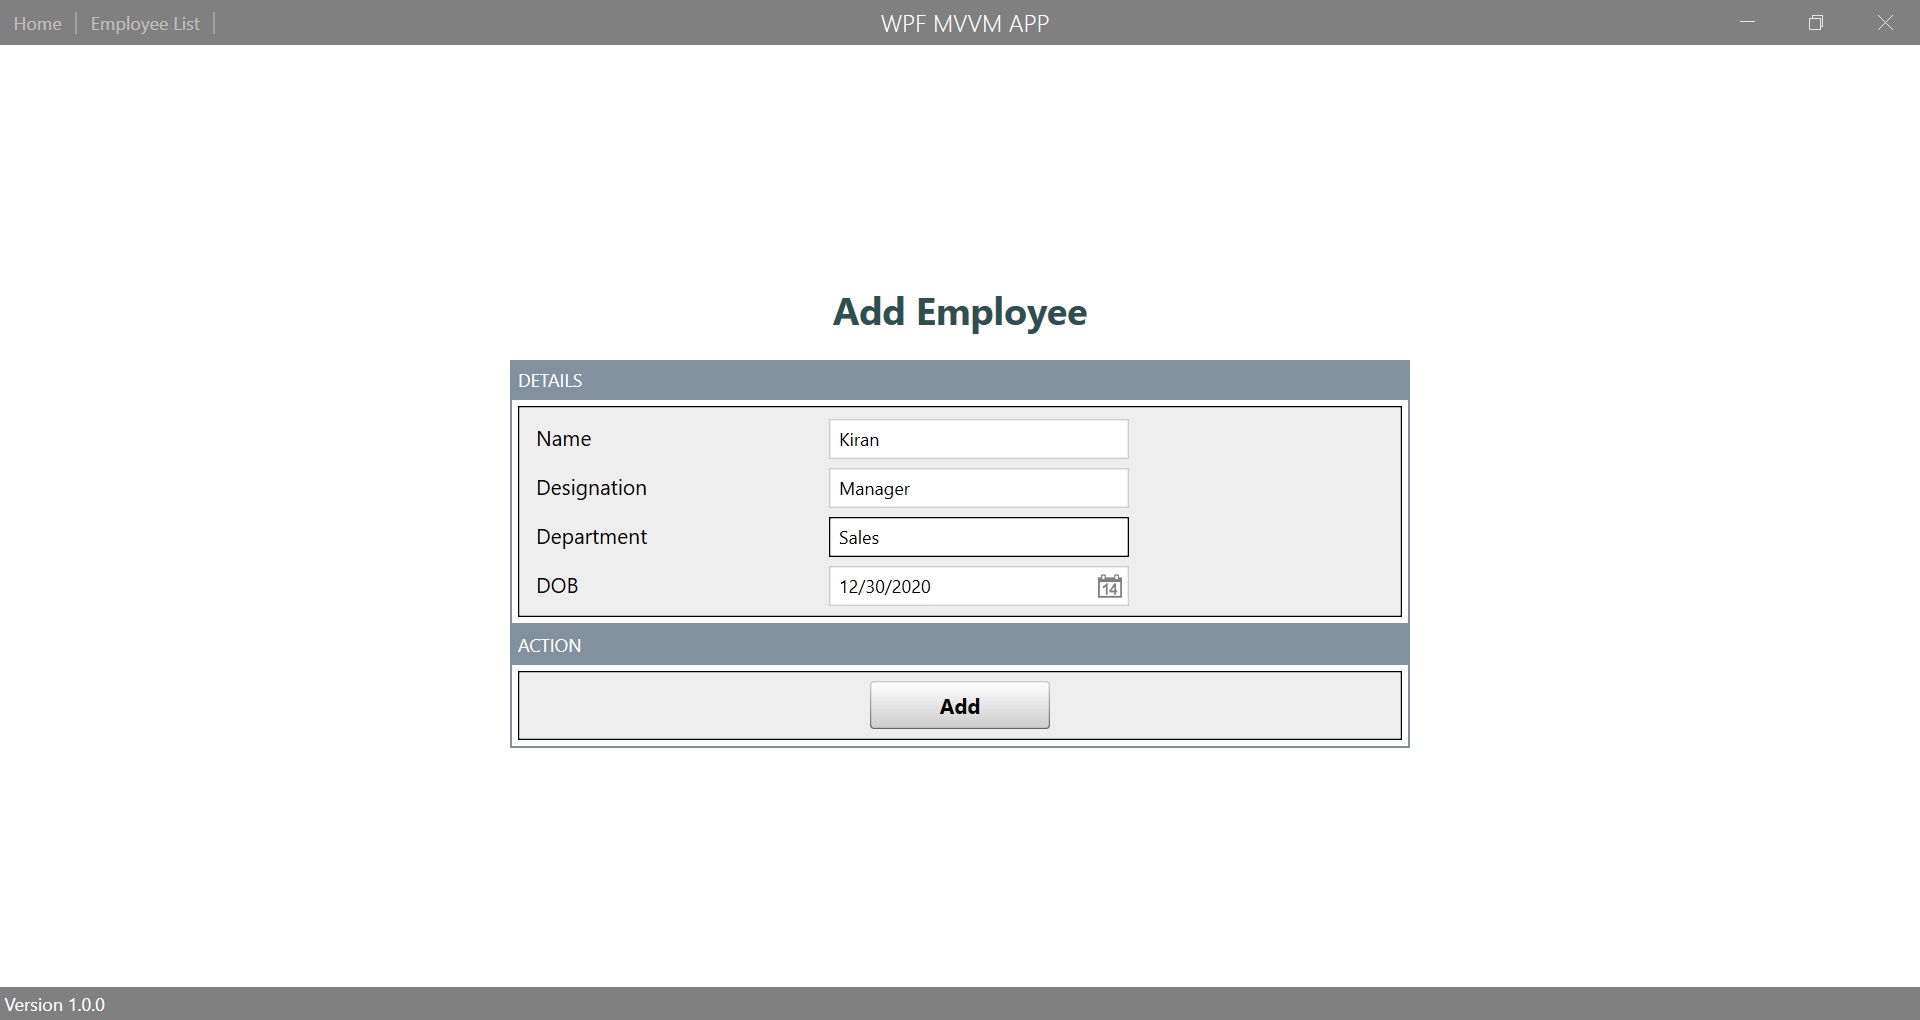 Home Employee List WPF MVVM APP
Add Employee
DETAILS
Name Kiran
Designation Manager
Department Sales
DOB 12/30/2020 14
ACTION
Add
Version 1.0.0